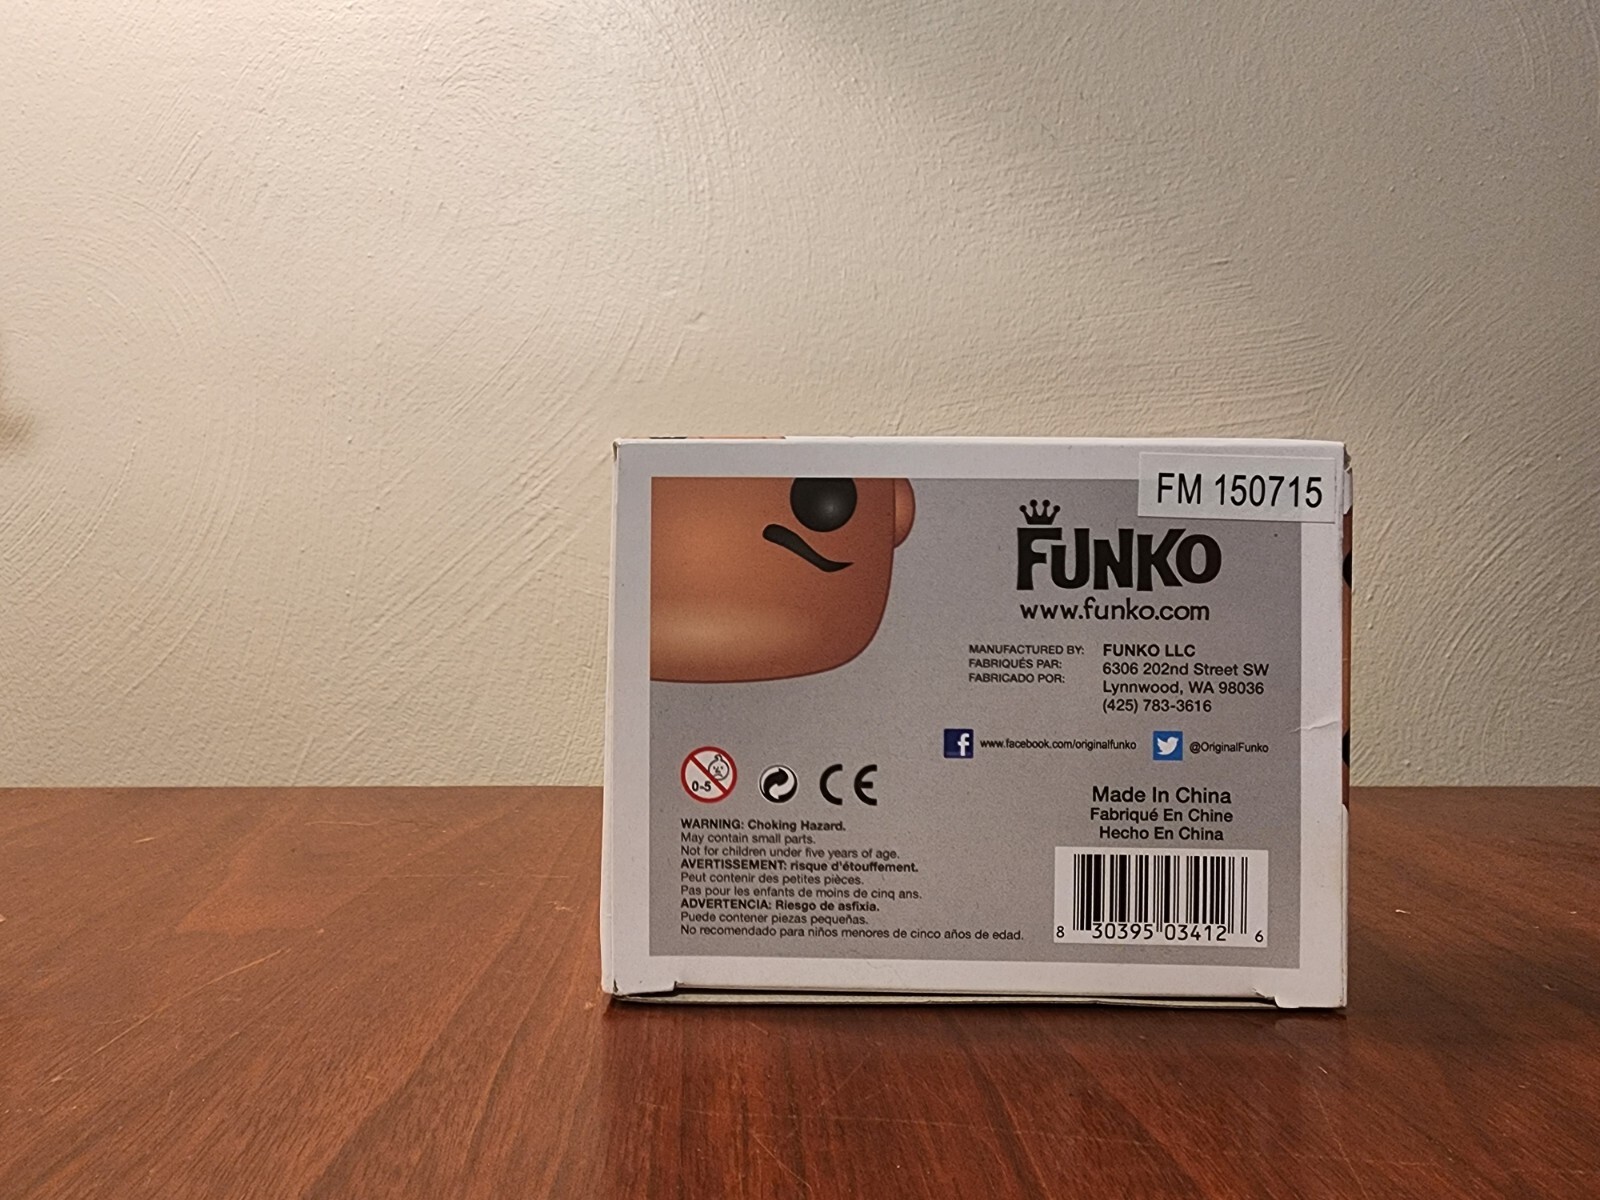 FM 150715
FUNKO
www.funko.com
MANUFACTURED BY: FUNKO LLC
FABRIQUÉS PAR: 6306 202nd Street SW
FABRICADO POR: Lynnwood, WA 98036
(425) 783-3616
f www.facebook.com/originalfunko @OriginalFunko
0-5 CE
Made In China
Fabriqué En Chine
Hecho En China
WARNING: Choking Hazard.
May contain small parts.
Not for children under five years of age.
AVERTISSEMENT: risque d'étouffement.
Peut contenir des petites pièces.
Pas pour les enfants de moins de cinq ans.
ADVERTENCIA: Riesgo de asfixia.
Puede contener piezas pequeñas.
No recomendado para niños menores de cinco años de edad.
8 30395 03412 6